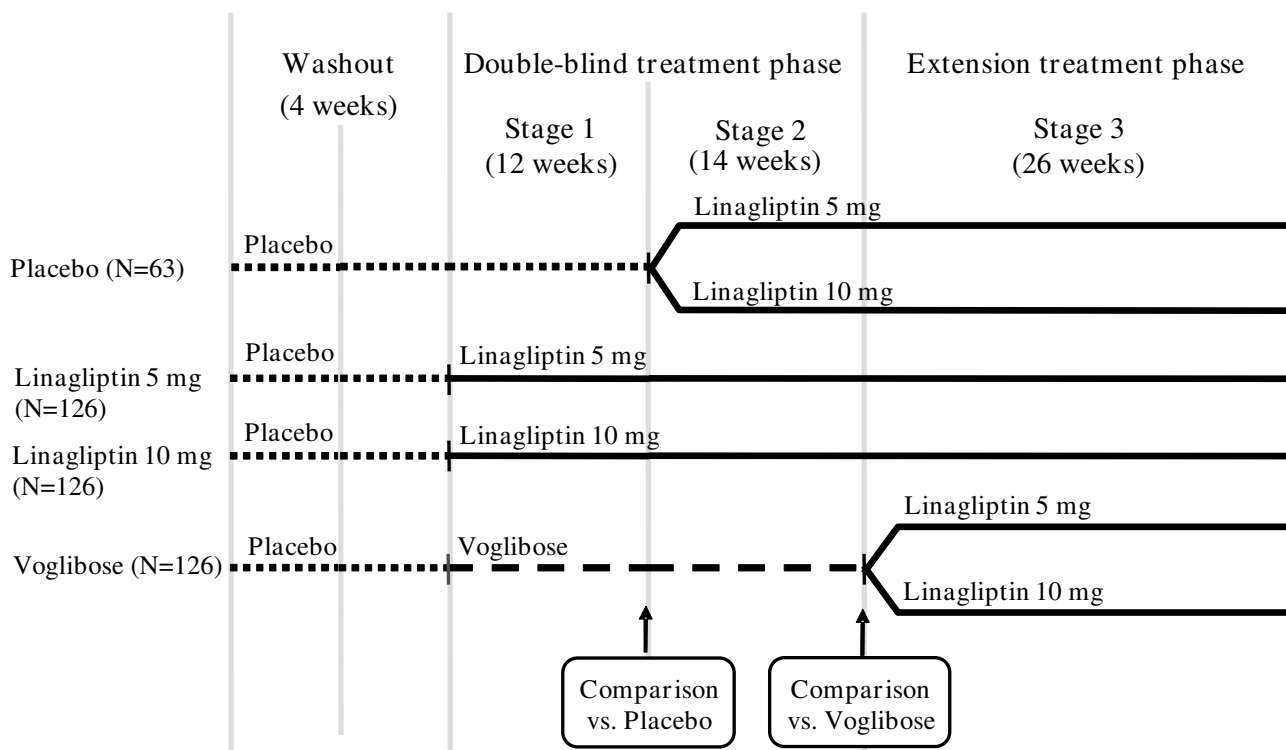 Washout
(4 weeks)
Double-blind treatment phase
Extension treatment phase
Stage 1
(12 weeks)
Stage 2
(14 weeks)
Stage 3
(26 weeks)
Placebo (N=63)
Placebo
Linagliptin 5 mg
Linagliptin 10 mg
Linagliptin 5 mg
(N=126)
Placebo
Linagliptin 5 mg
Linagliptin 10 mg
(N=126)
Placebo
Linagliptin 10 mg
Voglibose (N=126)
Placebo
Voglibose
Linagliptin 5 mg
Linagliptin 10 mg
Comparison
vs. Placebo
Comparison
vs. Voglibose